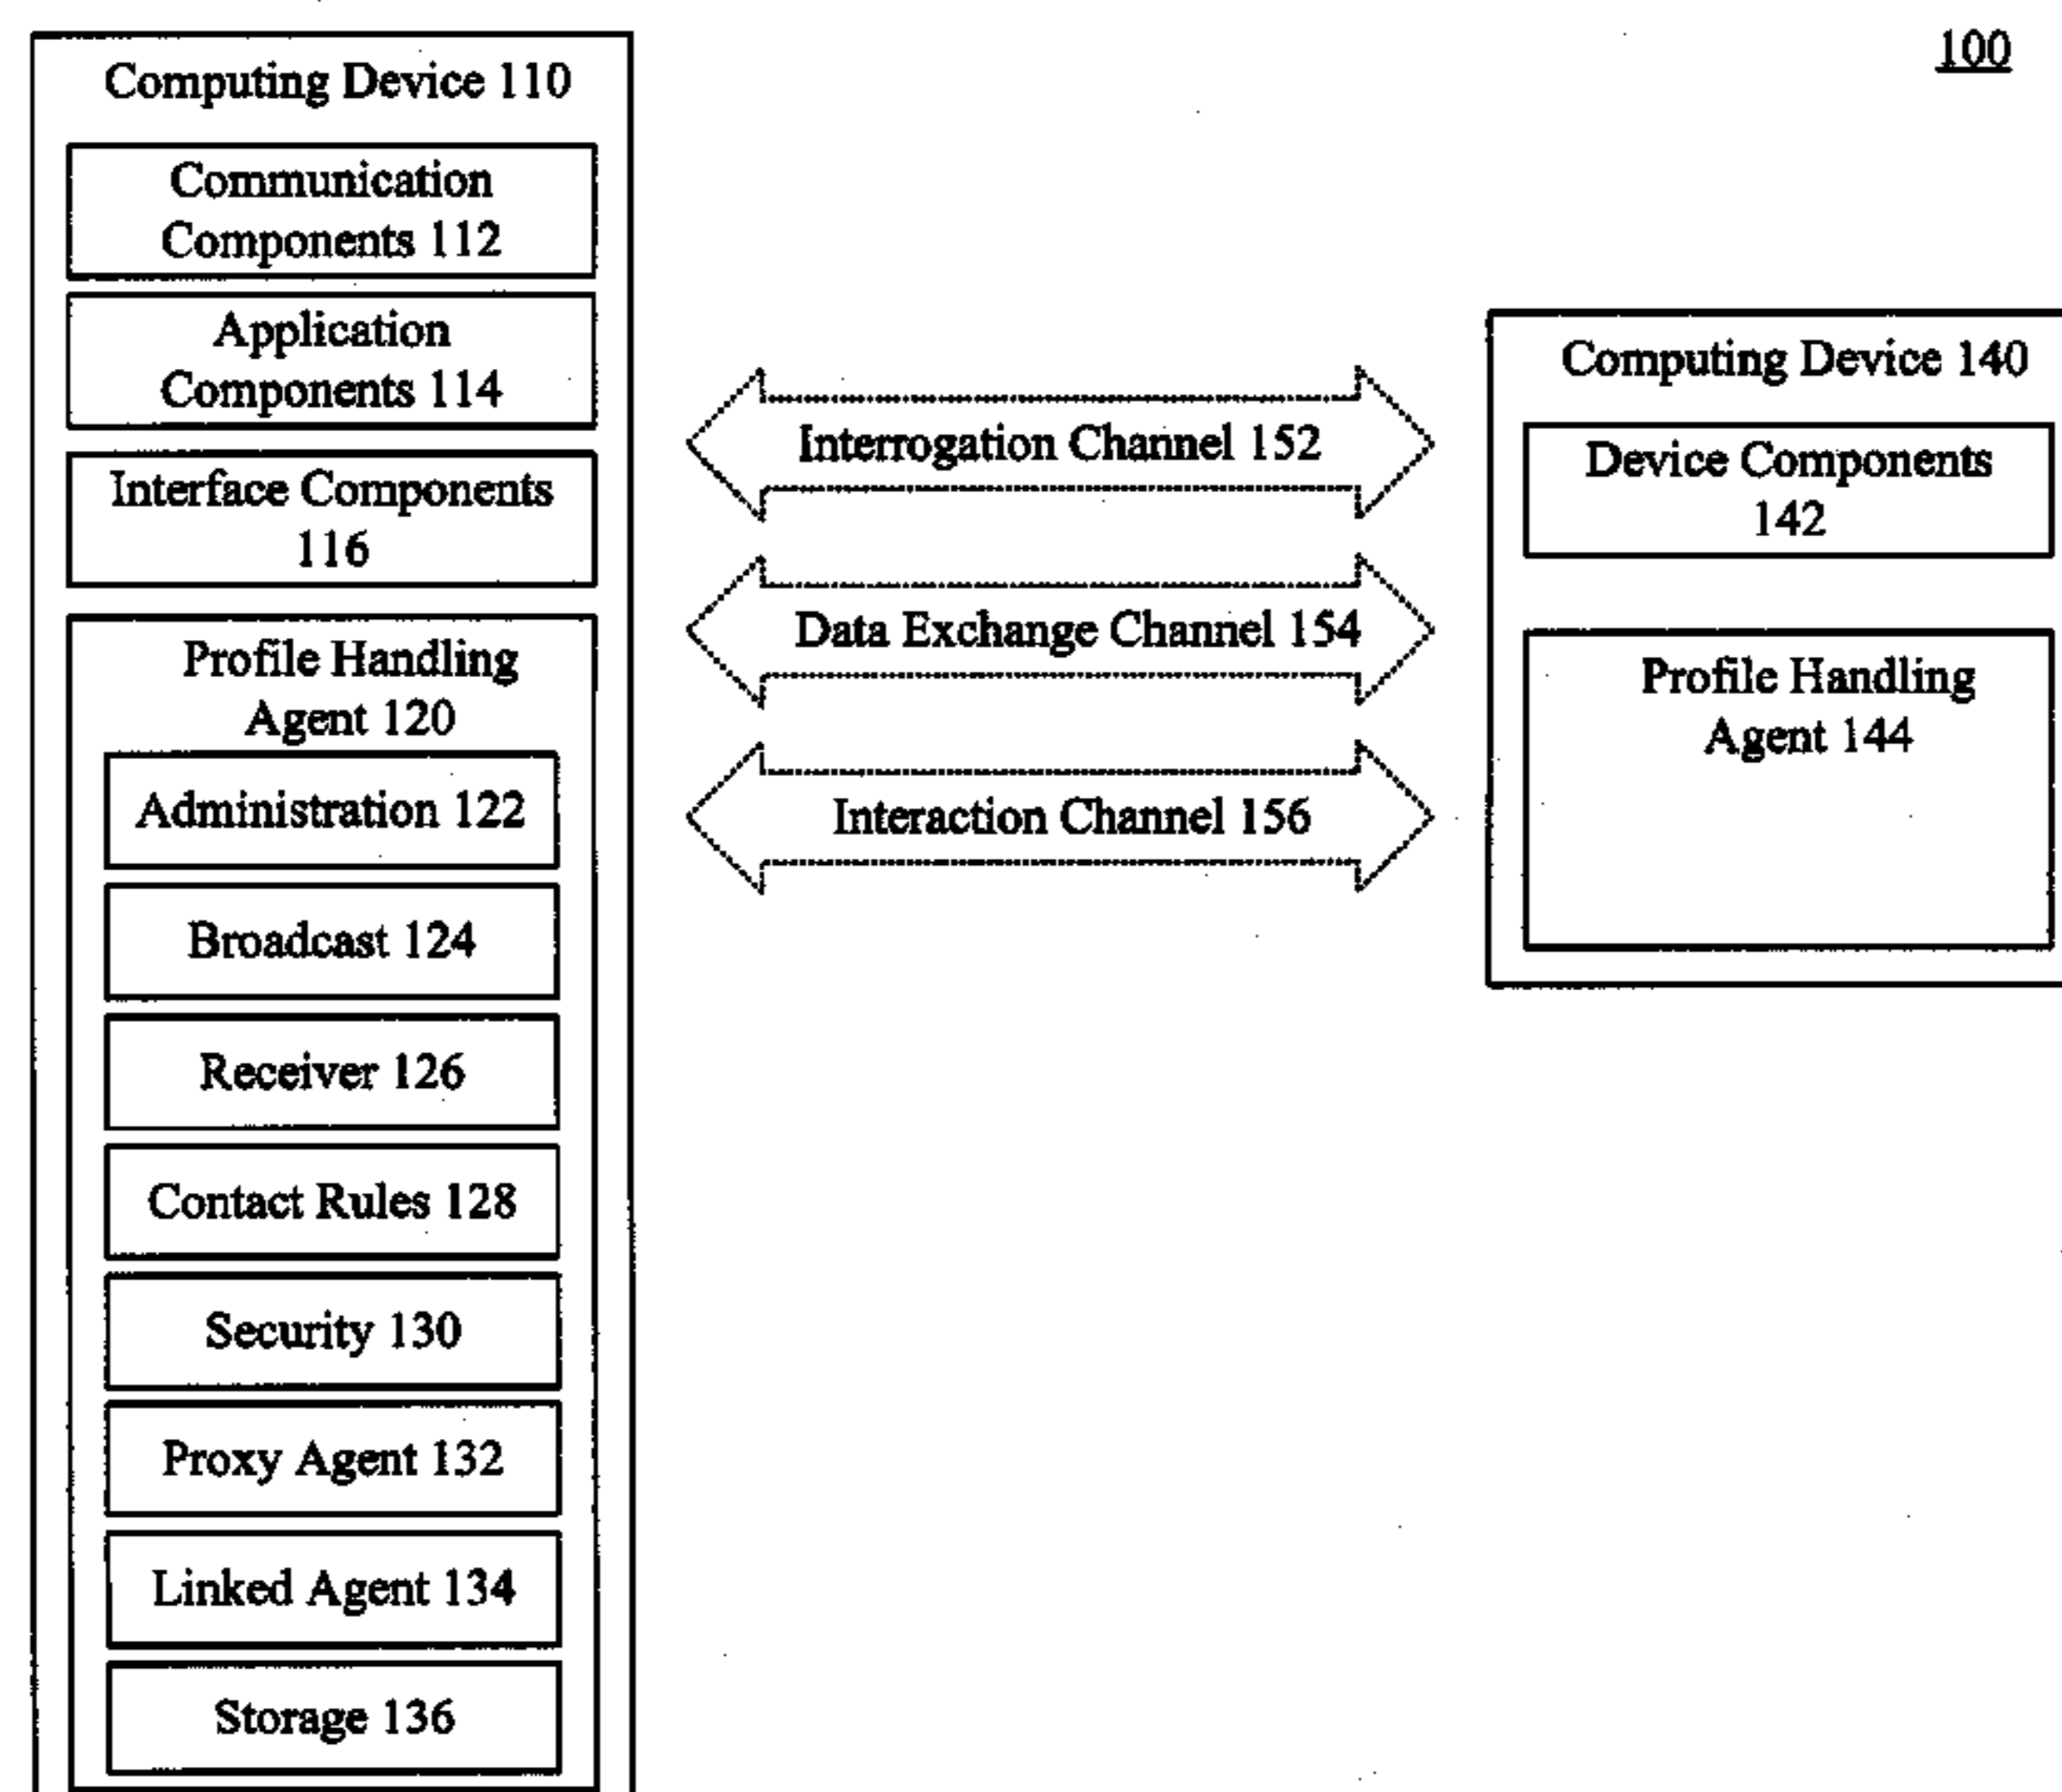 100
Computing Device 110
Communication
Components 112
Application
Components 114
Interface Components
116
Profile Handling
Agent 120
Administration 122
Broadcast 124
Receiver 126
Contact Rules 128
Security 130
Proxy Agent 132
Linked Agent 134
Storage 136
Interrogation Channel 152
Data Exchange Channel 154
Interaction Channel 156
Computing Device 140
Device Components
142
Profile Handling
Agent 144